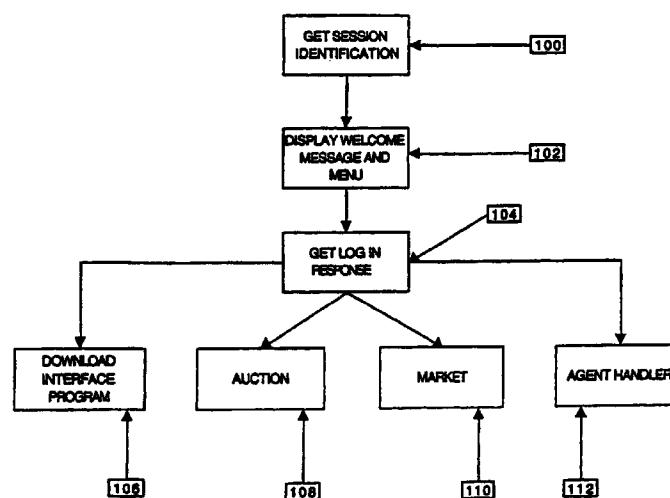 GET SESSION
IDENTIFICATION
100
DISPLAY WELCOME
MESSAGE AND
MENU
102
104
GET LOG IN
RESPONSE
DOWNLOAD
INTERFACE
PROGRAM
AUCTION
MARKET
AGENT HANDLER
106
108
110
112